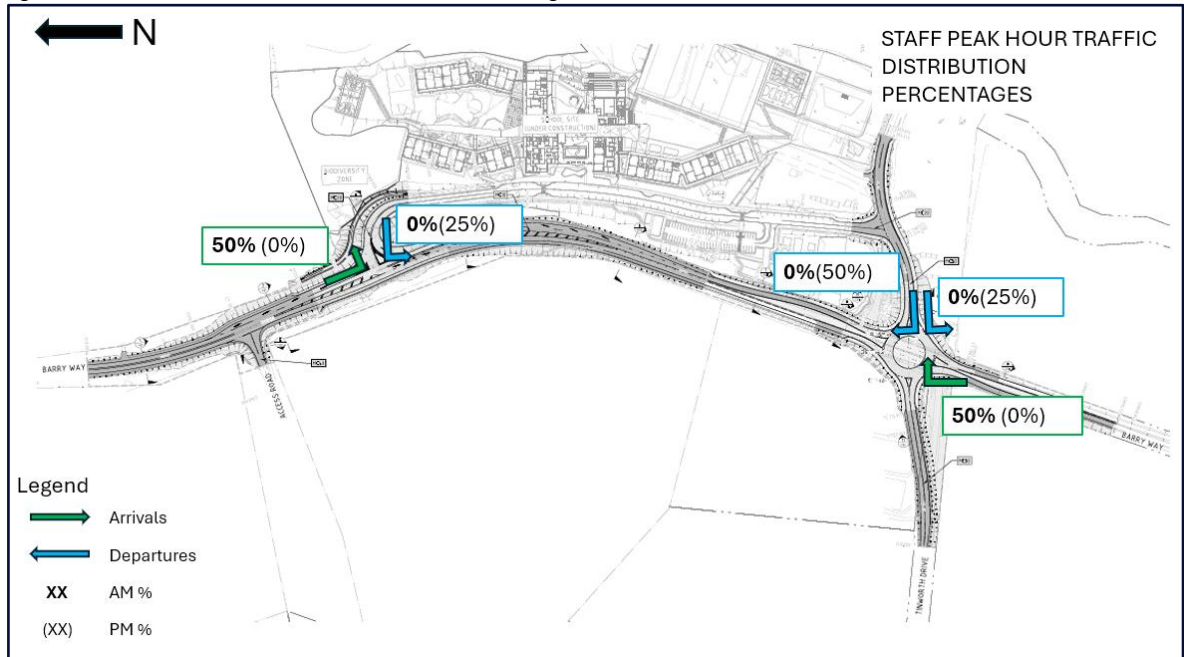 N
STAFF PEAK HOUR TRAFFIC
DISTRIBUTION
PERCENTAGES
SCHOOL SITE
(UNDER CONSTRUCTION)
BIODIVERSITY
ZONE
50% (0%)
0%(25%)
0%(50%)
0%(25%)
50% (0%)
BARRY WAY
ACCESS ROAD
BARRY WAY
TINWORTH DRIVE
Legend
Arrivals
Departures
XX AM %
(XX) PM %